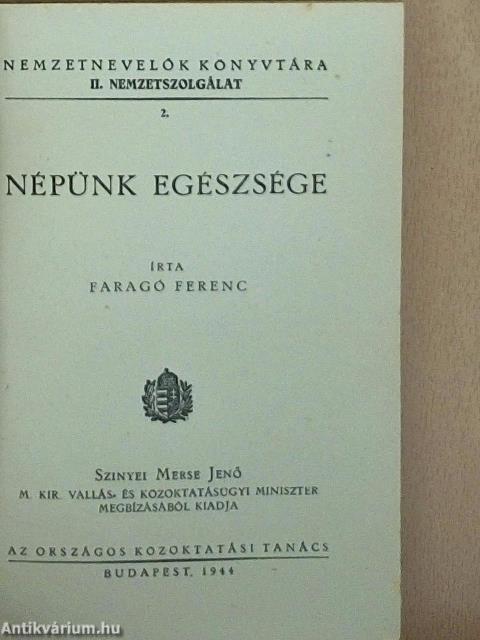 NEMZETNEVELŐK KÖNYVTÁRA
II. NEMZETSZOLGÁLAT
2.
NÉPÜNK EGÉSZSÉGE
ÍRTA
FARAGÓ FERENC
SZINYEI MERSE JENŐ
M. KIR. VALLÁS- ÉS KÖZOKTATÁSÜGYI MINISZTER
MEGBÍZÁSÁBÓL KIADJA
AZ ORSZÁGOS KÖZOKTATÁSI TANÁCS
BUDAPEST, 1944
Antikvárium.hu